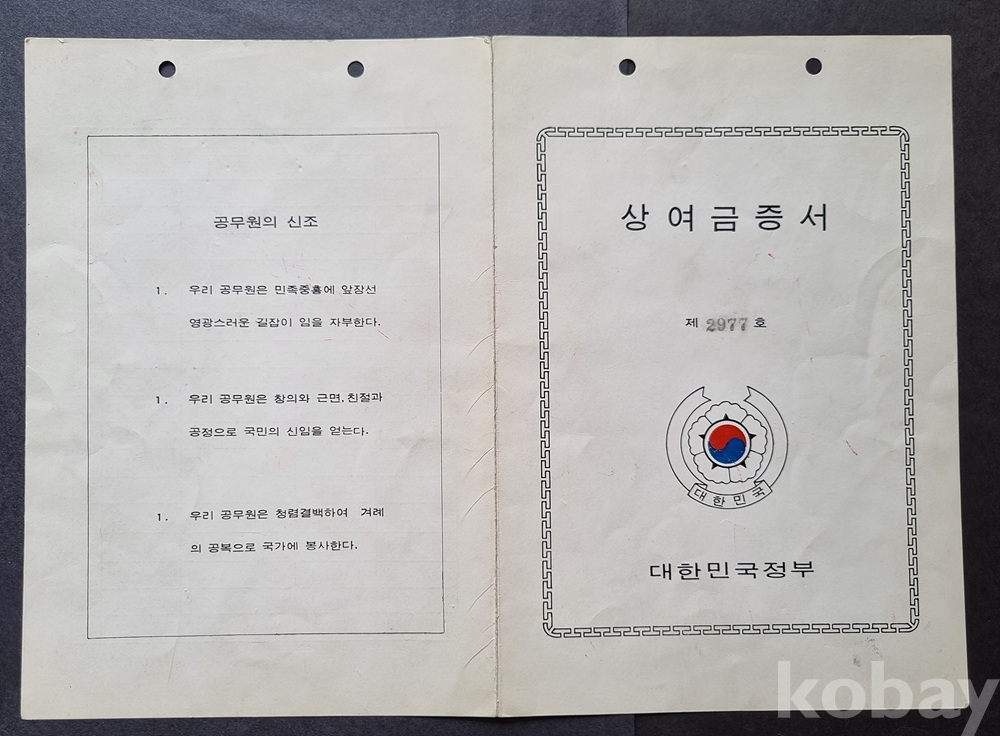 공무원의 신조
1. 우리 공무원은 민족중흥에 앞장선
영광스러운 길잡이 임을 자부한다.
1. 우리 공무원은 창의와 근면,친절과
공정으로 국민의 신임을 얻는다.
1. 우리 공무원은 청렴결백하여 겨레
의 공복으로 국가에 봉사한다.
상여금증서
제 2977 호
대한민국
대한민국정부
kobay